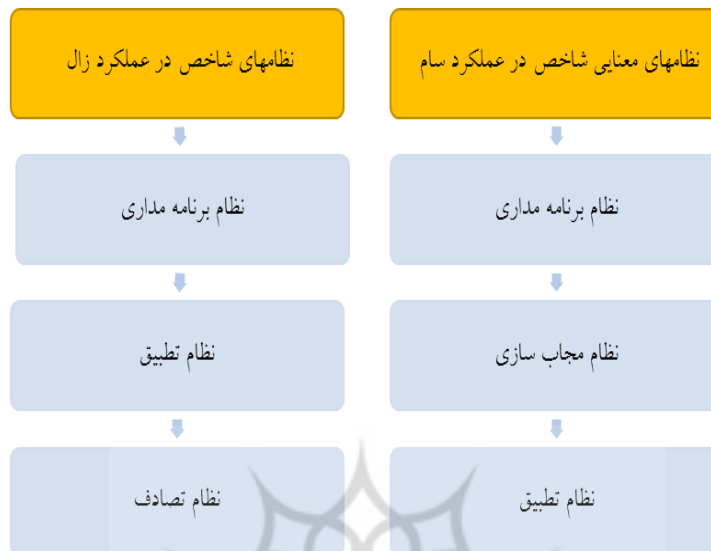 نظامهای معنایی شاخص در عملکرد سام
نظام برنامه مداری
نظام مجاب سازی
نظام تطبیق
نظامهای شاخص در عملکرد زال
نظام برنامه مداری
نظام تطبیق
نظام تصادف